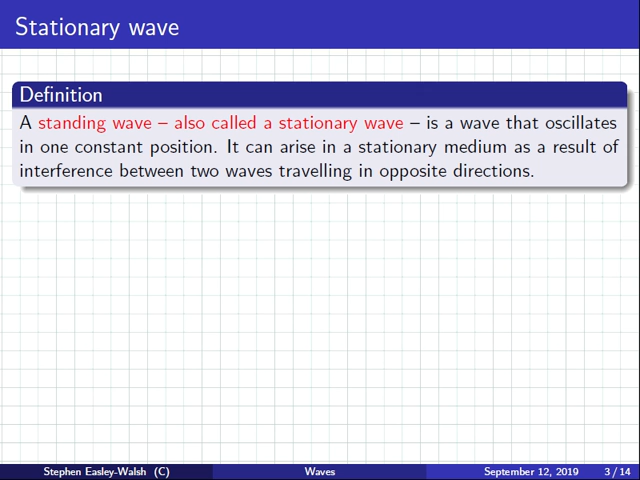 Stationary wave
Definition
A standing wave – also called a stationary wave – is a wave that oscillates
in one constant position. It can arise in a stationary medium as a result of
interference between two waves travelling in opposite directions.
Stephen Easley-Walsh (C) Waves September 12, 2019 3 / 14